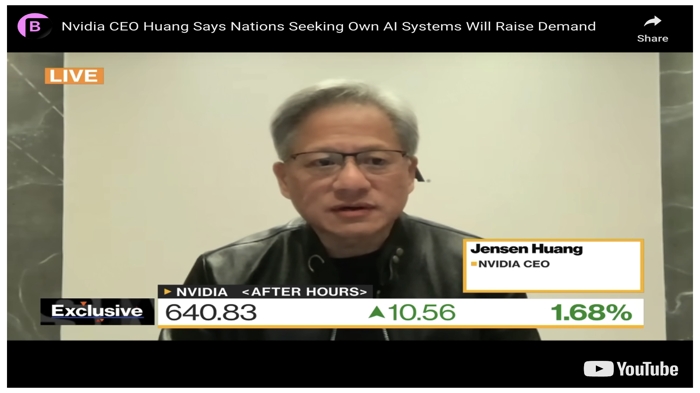 B
Nvidia CEO Huang Says Nations Seeking Own AI Systems Will Raise Demand
Share
LIVE
Jensen Huang
NVIDIA CEO
NVIDIA <AFTER HOURS>
Exclusive
640.83 ▲10.56 1.68%
YouTube